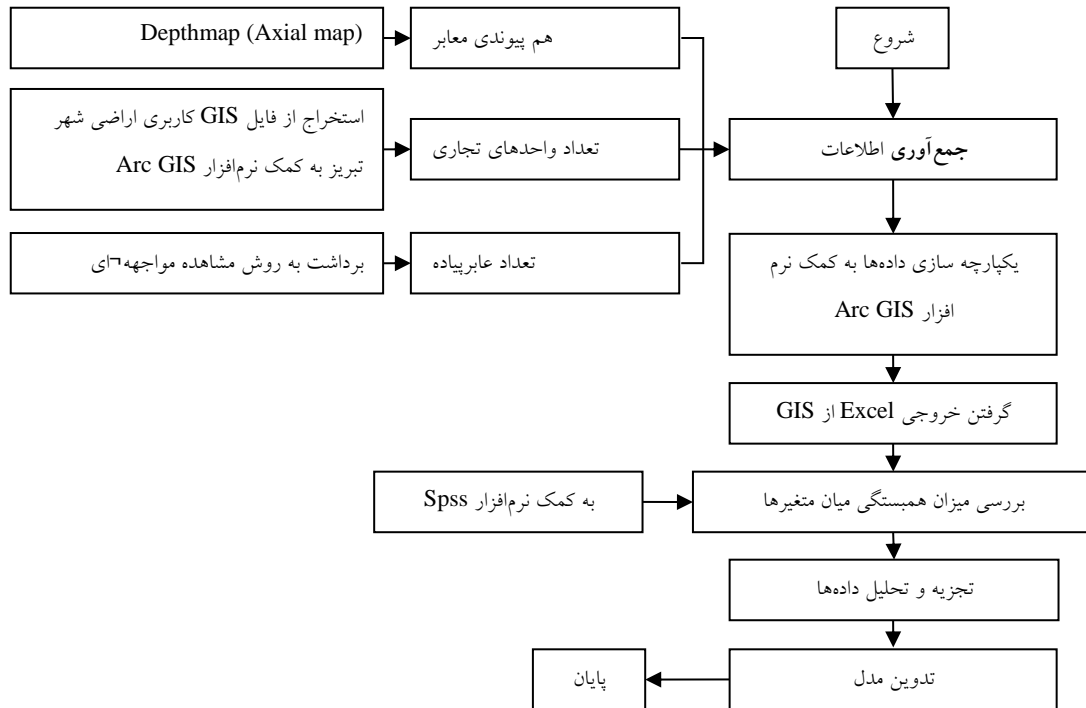 شروع
هم پیوندی معابر
Depthmap (Axial map)
جمع‌آوری اطلاعات
تعداد واحدهای تجاری
استخراج از فایل GIS کاربری اراضی شهر
تبریز به کمک نرم‌افزار Arc GIS
تعداد عابرپیاده
برداشت به روش مشاهده مواجهه¬ای
یکپارچه سازی داده‌ها به کمک نرم
افزار Arc GIS
گرفتن خروجی Excel از GIS
بررسی میزان همبستگی میان متغیرها
به کمک نرم‌افزار Spss
تجزیه و تحلیل داده‌ها
تدوین مدل
پایان